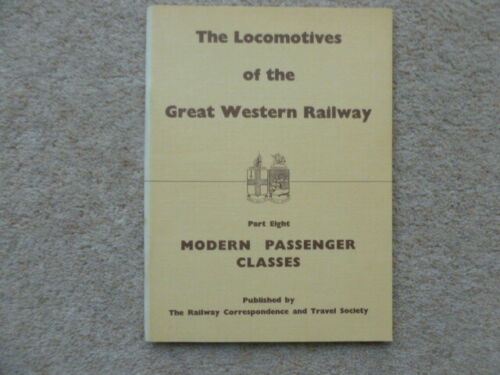 The Locomotives
of the
Great Western Railway
Part Eight
MODERN PASSENGER
CLASSES
Published by
The Railway Correspondence and Travel Society